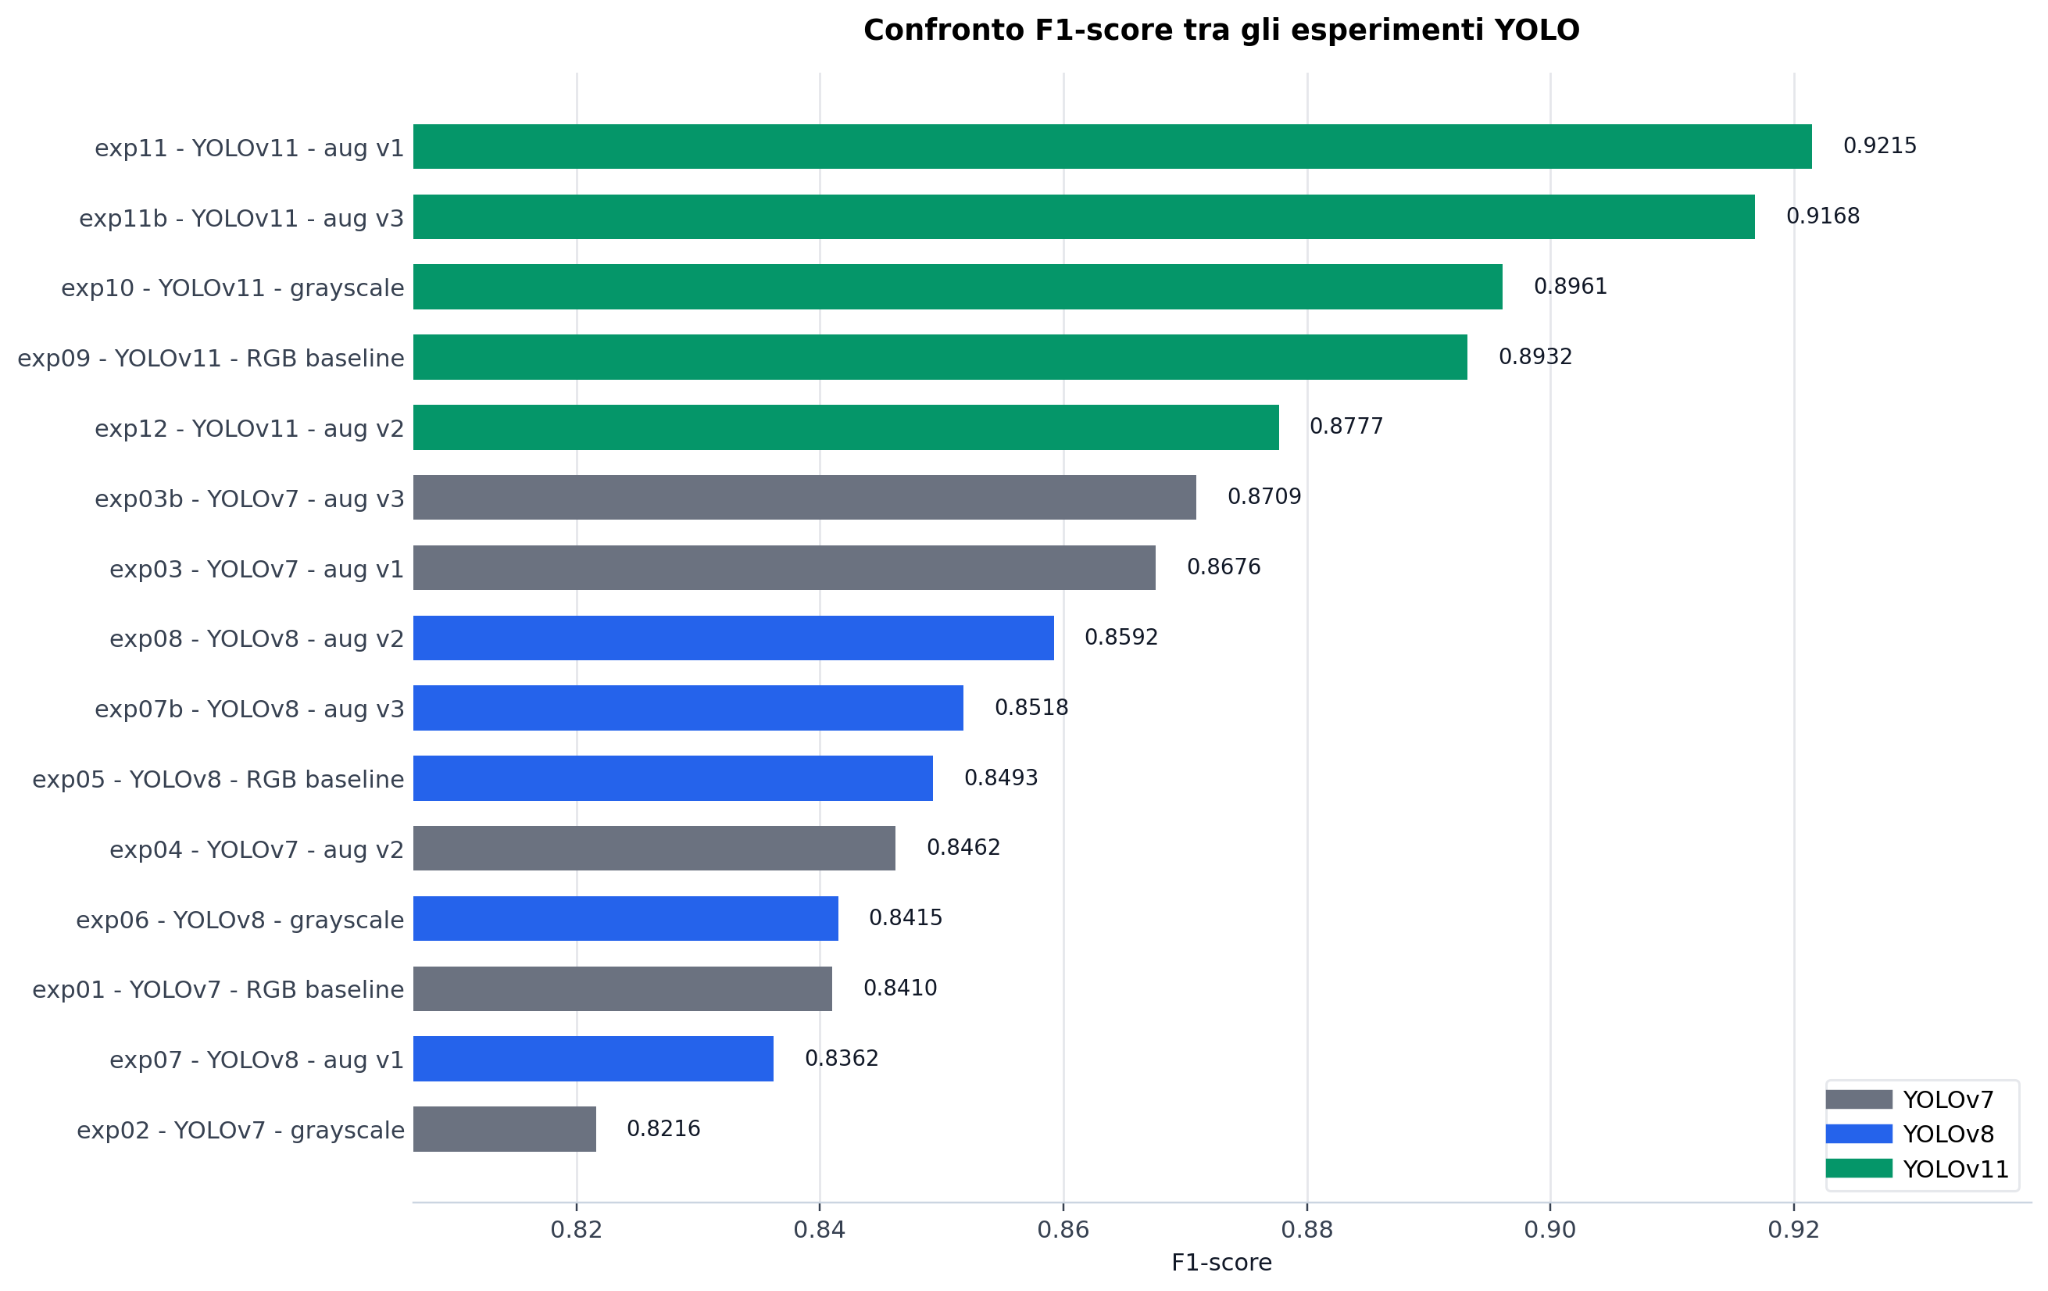 Confronto F1-score tra gli esperimenti YOLO
exp11 - YOLOv11 - aug v1 0.9215
exp11b - YOLOv11 - aug v3 0.9168
exp10 - YOLOv11 - grayscale 0.8961
exp09 - YOLOv11 - RGB baseline 0.8932
exp12 - YOLOv11 - aug v2 0.8777
exp03b - YOLOv7 - aug v3 0.8709
exp03 - YOLOv7 - aug v1 0.8676
exp08 - YOLOv8 - aug v2 0.8592
exp07b - YOLOv8 - aug v3 0.8518
exp05 - YOLOv8 - RGB baseline 0.8493
exp04 - YOLOv7 - aug v2 0.8462
exp06 - YOLOv8 - grayscale 0.8415
exp01 - YOLOv7 - RGB baseline 0.8410
exp07 - YOLOv8 - aug v1 0.8362
exp02 - YOLOv7 - grayscale 0.8216
YOLOv7
YOLOv8
YOLOv11
0.82 0.84 0.86 0.88 0.90 0.92
F1-score